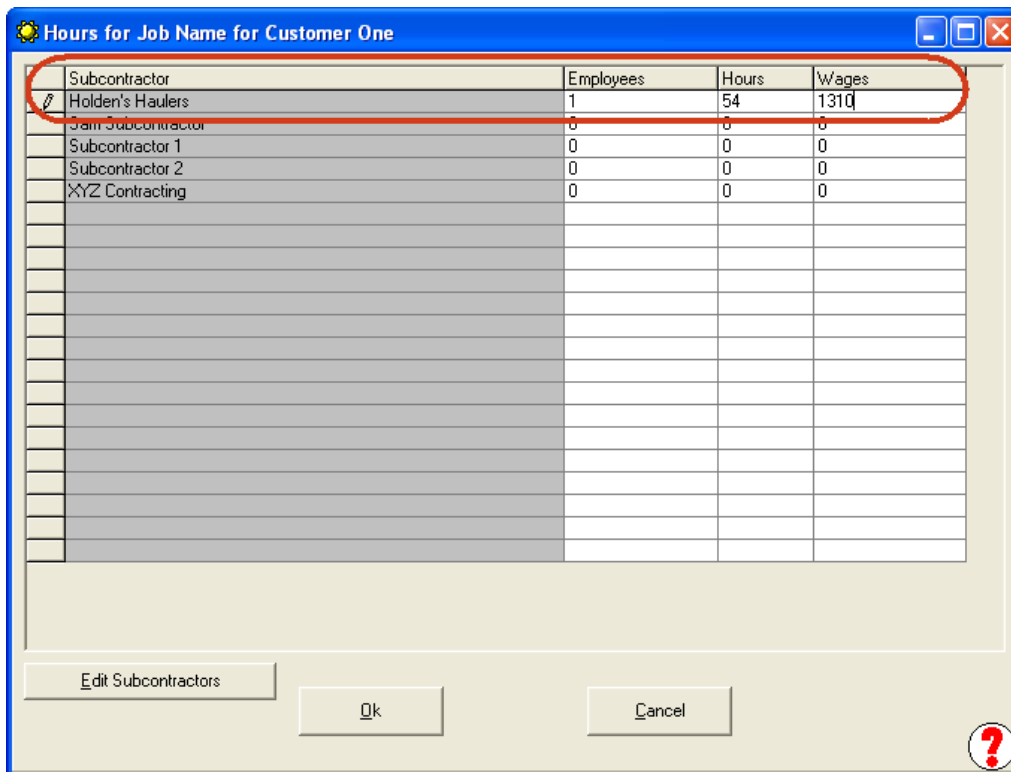 Hours for Job Name for Customer One
Subcontractor Employees Hours Wages
Holden's Haulers 1 54 1310
Sam Subcontractor 0 0 0
Subcontractor 1 0 0 0
Subcontractor 2 0 0 0
XYZ Contracting 0 0 0
Edit Subcontractors
Ok Cancel
?